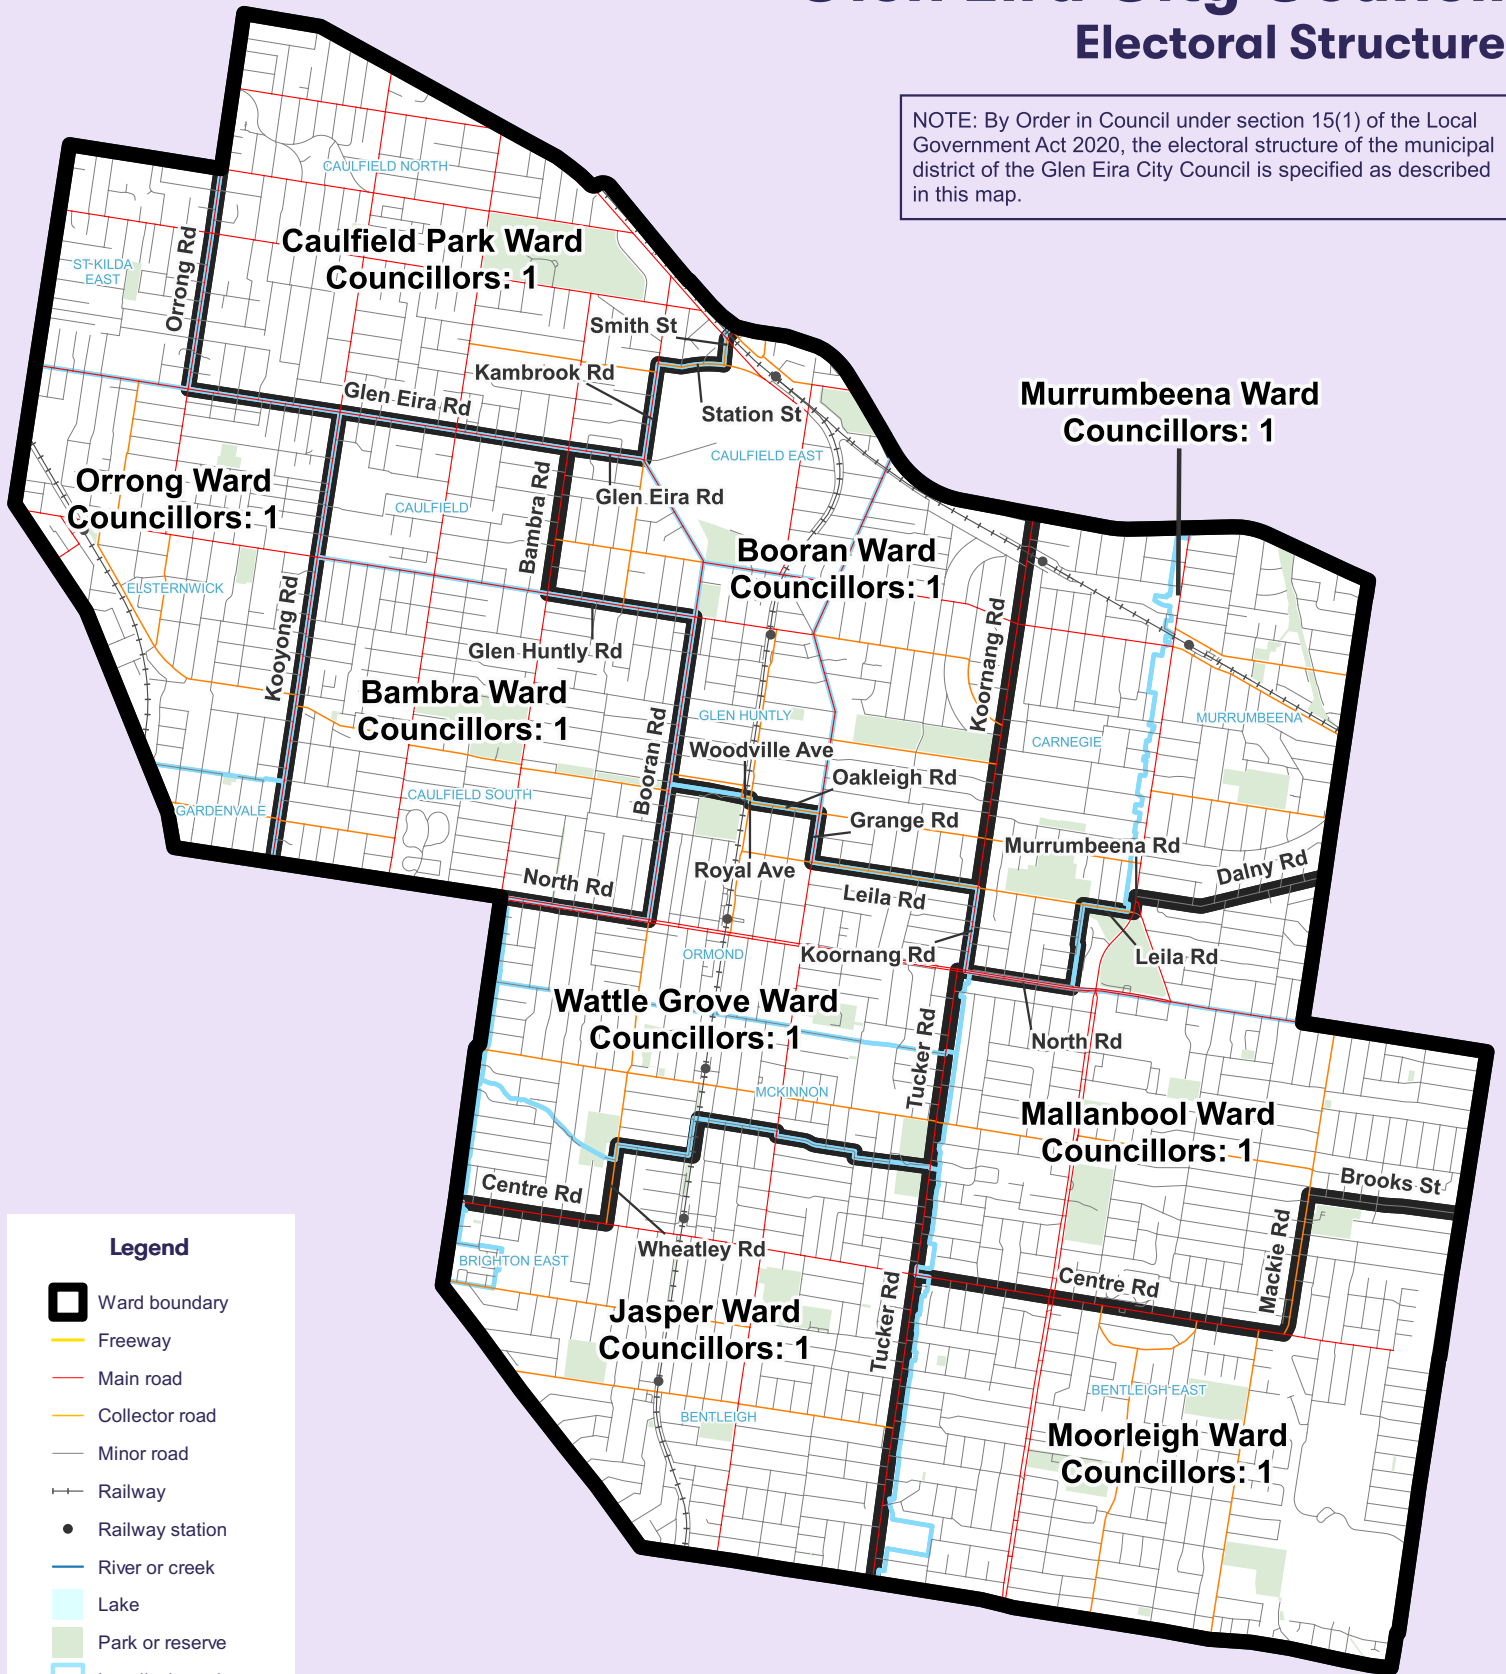 Glen Eira City Council
Electoral Structure
NOTE: By Order in Council under section 15(1) of the Local
Government Act 2020, the electoral structure of the municipal
district of the Glen Eira City Council is specified as described
in this map.
CAULFIELD NORTH
Caulfield Park Ward
Councillors: 1
ST KILDA
EAST
Orrong Rd
Smith St
Kambrook Rd
Glen Eira Rd
Station St
Murrumbeena Ward
Councillors: 1
CAULFIELD EAST
Orrong Ward
Councillors: 1
CAULFIELD
Bambra Rd
Glen Eira Rd
Booran Ward
Councillors: 1
ELSTERNWICK
Kooyong Rd
Glen Huntly Rd
Koornang Rd
Bambra Ward
Councillors: 1
GLEN HUNTLY
MURRUMBEENA
CARNEGIE
Booran Rd
Woodville Ave
Oakleigh Rd
CAULFIELD SOUTH
GARDENVALE
Grange Rd
Murrumbeena Rd
Dalny Rd
Royal Ave
North Rd
Leila Rd
Koornang Rd
Leila Rd
ORMOND
Wattle Grove Ward
Councillors: 1
North Rd
Tucker Rd
MCKINNON
Mallanbool Ward
Councillors: 1
Centre Rd
Brooks St
Wheatley Rd
Mackie Rd
BRIGHTON EAST
Centre Rd
Jasper Ward
Councillors: 1
Tucker Rd
BENTLEIGH EAST
BENTLEIGH
Moorleigh Ward
Councillors: 1
Legend
Ward boundary
Freeway
Main road
Collector road
Minor road
Railway
Railway station
River or creek
Lake
Park or reserve